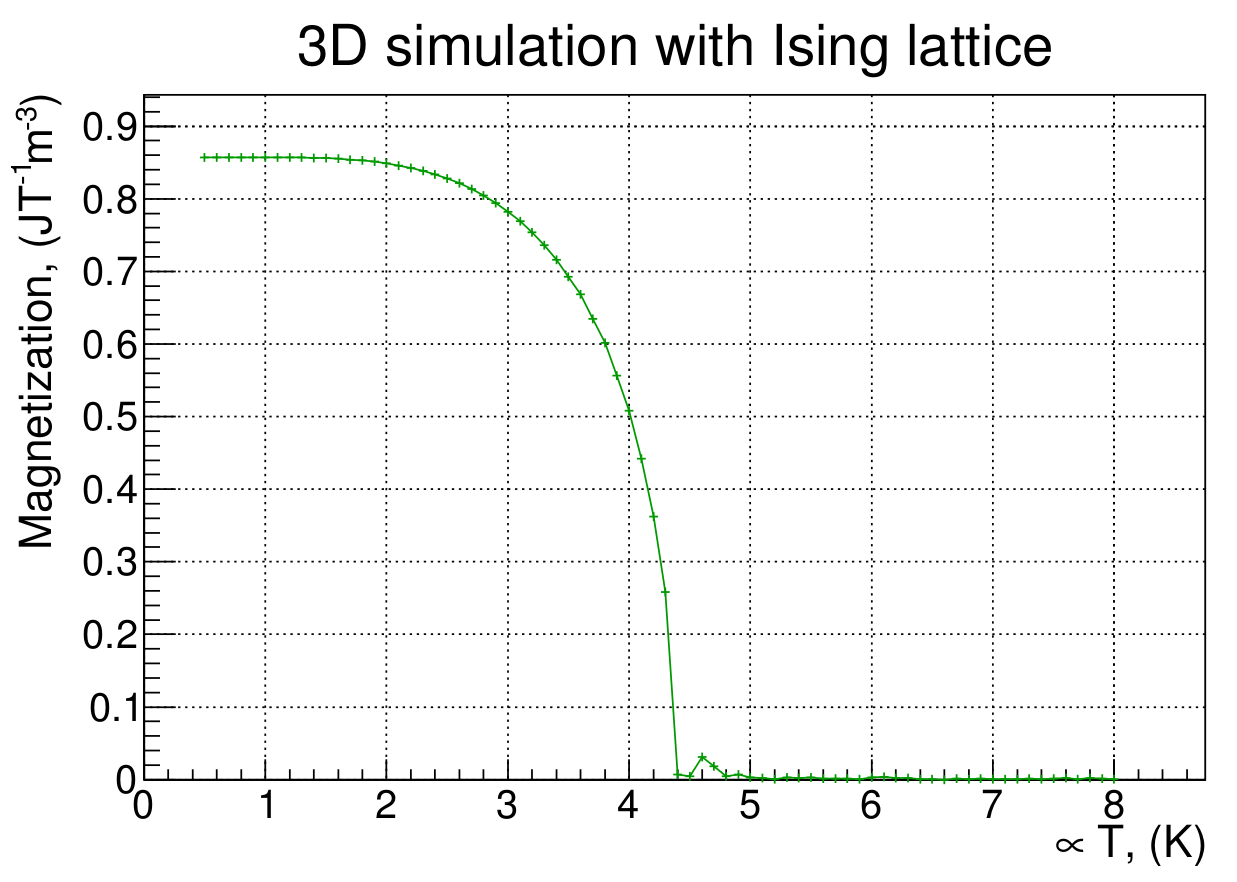 3D simulation with Ising lattice
Magnetization, (JT⁻¹m⁻³)
0.9
0.8
0.7
0.6
0.5
0.4
0.3
0.2
0.1
0
0 1 2 3 4 5 6 7 8
∝ T, (K)